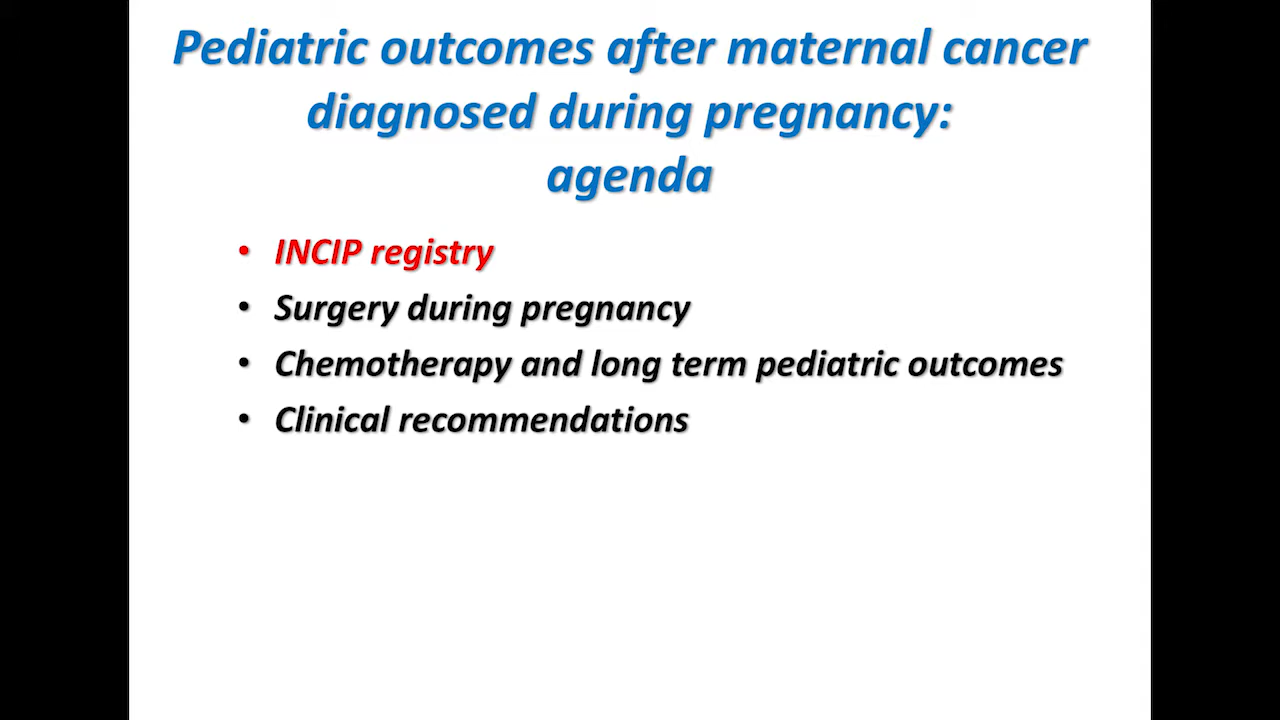 Pediatric outcomes after maternal cancer
diagnosed during pregnancy:
agenda
• INCIP registry
• Surgery during pregnancy
• Chemotherapy and long term pediatric outcomes
• Clinical recommendations